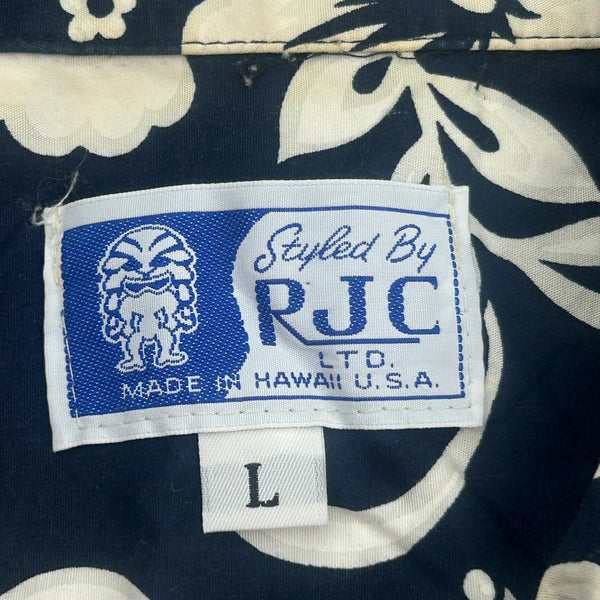 Styled By
RJC
LTD.
MADE IN HAWAII U.S.A.
L